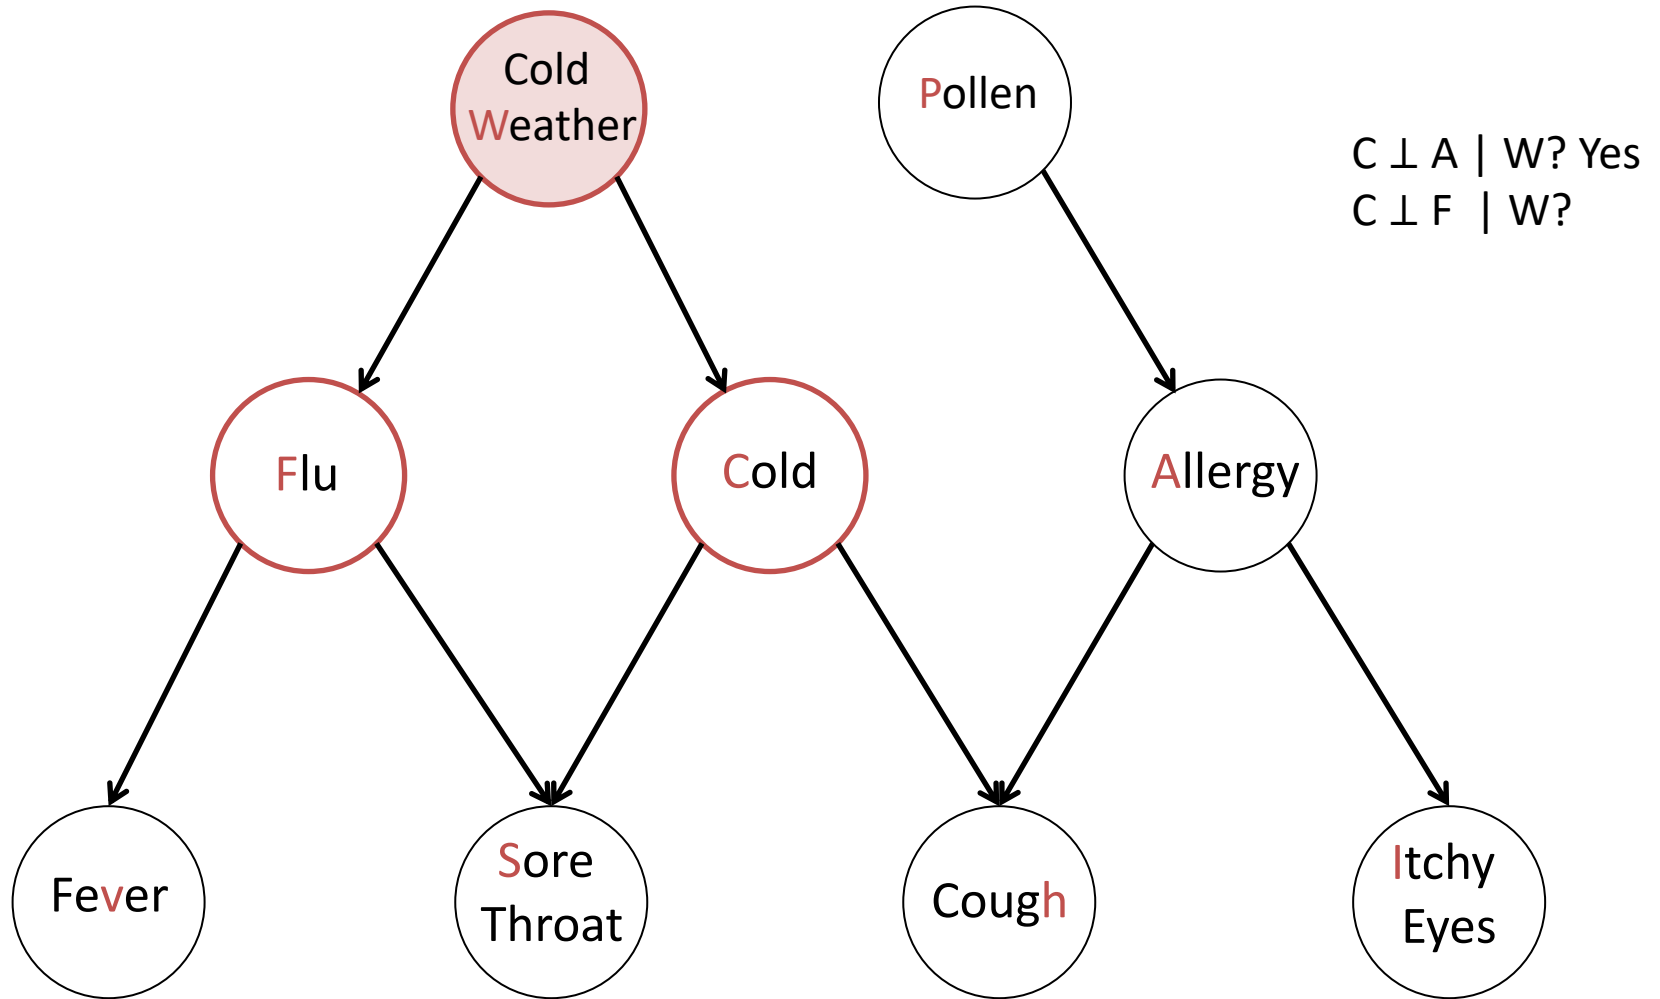 Cold
Weather
Pollen
C ⊥ A | W? Yes
C ⊥ F | W?
Flu
Cold
Allergy
Fever
Sore
Throat
Cough
Itchy
Eyes